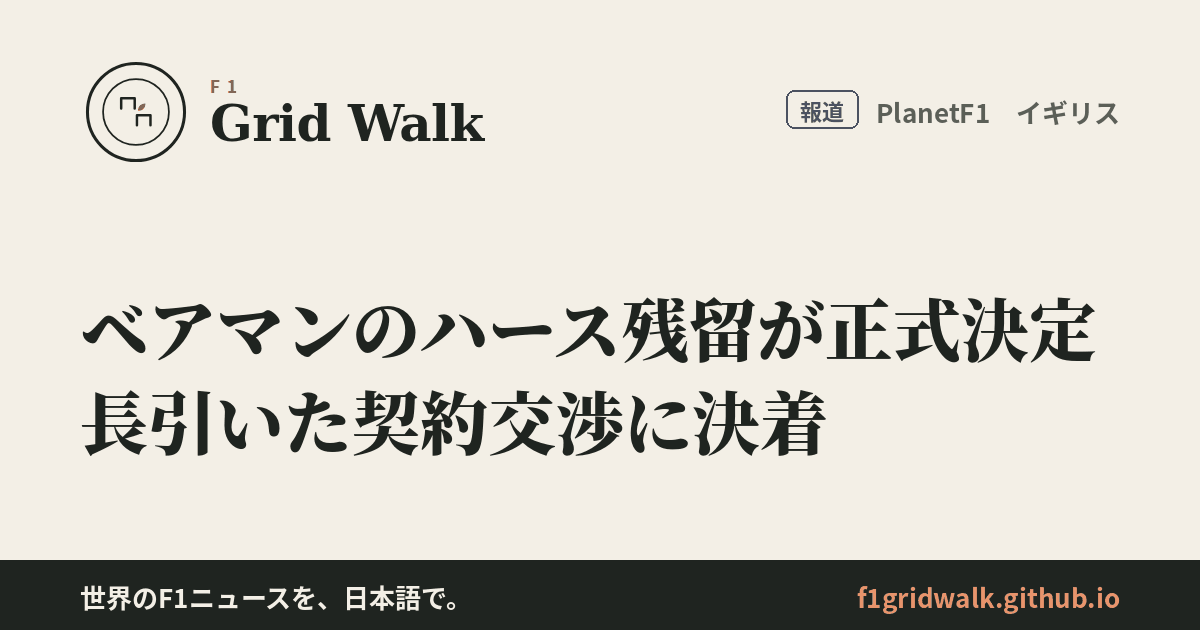 F1
Grid Walk
報道 PlanetF1 イギリス
ベアマンのハース残留が正式決定
長引いた契約交渉に決着
世界のF1ニュースを、日本語で。
f1gridwalk.github.io